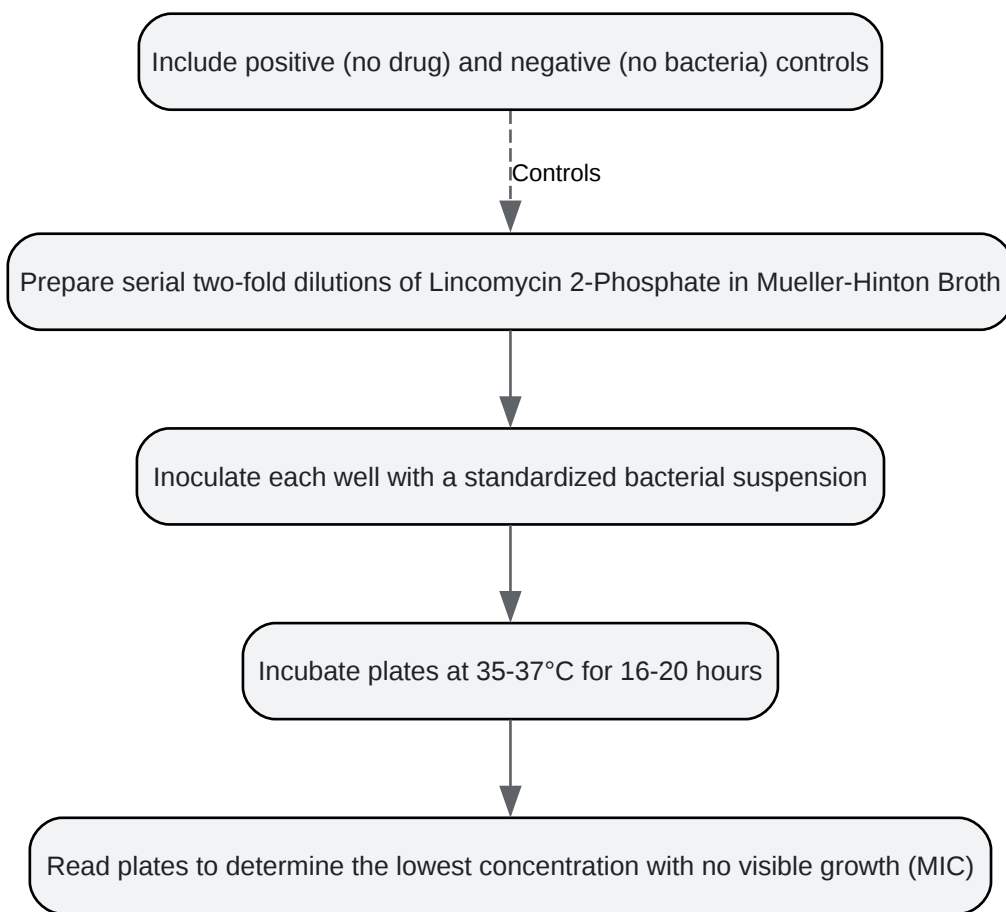 Include positive (no drug) and negative (no bacteria) controls
Controls
Prepare serial two-fold dilutions of Lincomycin 2-Phosphate in Mueller-Hinton Broth
Inoculate each well with a standardized bacterial suspension
Incubate plates at 35-37°C for 16-20 hours
Read plates to determine the lowest concentration with no visible growth (MIC)